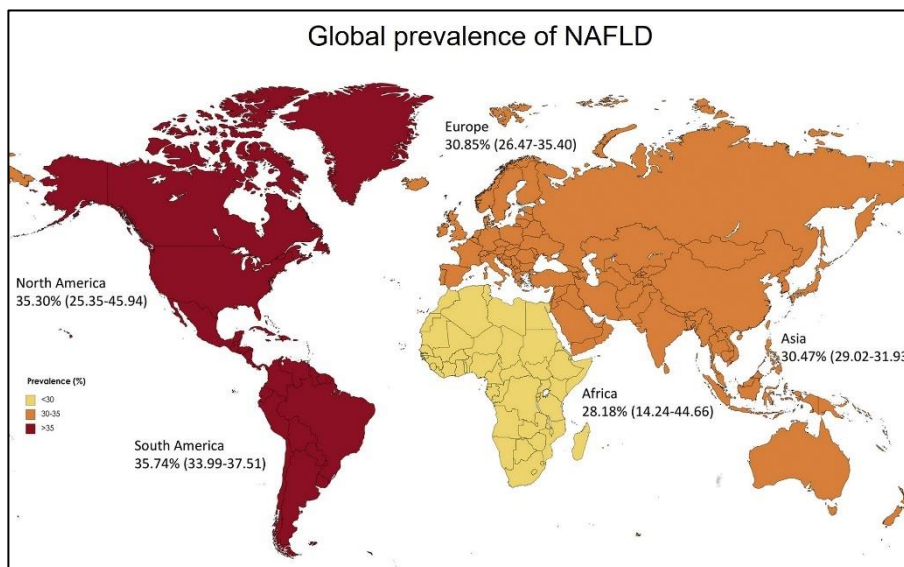 Global prevalence of NAFLD
Europe
30.85% (26.47-35.40)
North America
35.30% (25.35-45.94)
Asia
30.47% (29.02-31.93
Prevalence (%)
<30
30-35
>35
Africa
28.18% (14.24-44.66)
South America
35.74% (33.99-37.51)